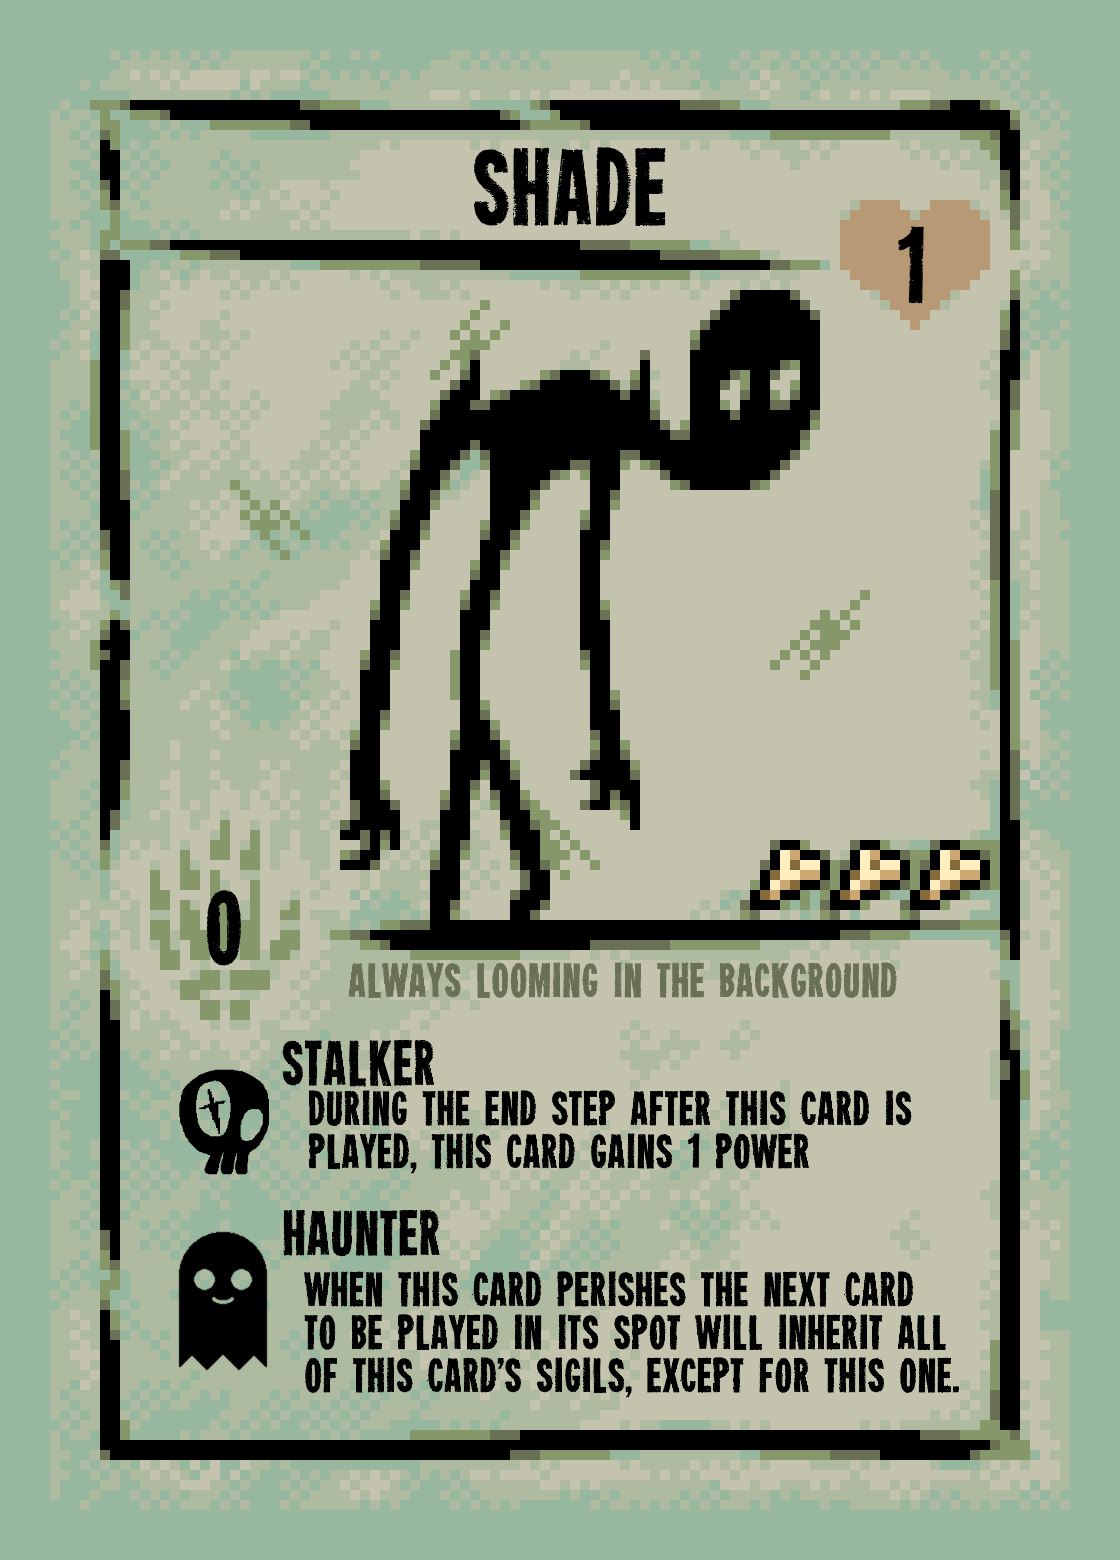 SHADE
1
0
ALWAYS LOOMING IN THE BACKGROUND
STALKER
DURING THE END STEP AFTER THIS CARD IS
PLAYED, THIS CARD GAINS 1 POWER
HAUNTER
WHEN THIS CARD PERISHES THE NEXT CARD
TO BE PLAYED IN ITS SPOT WILL INHERIT ALL
OF THIS CARD'S SIGILS, EXCEPT FOR THIS ONE.